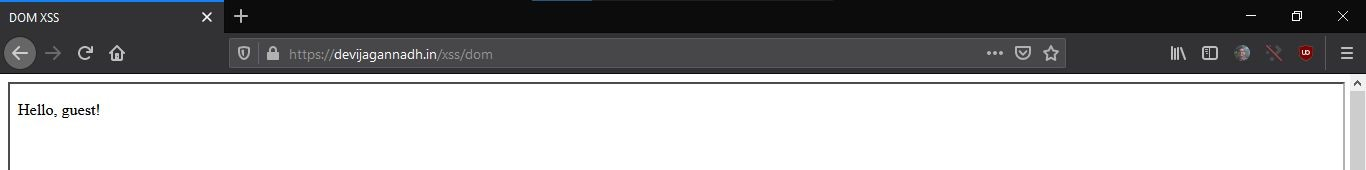 DOM XSS
https://devijagannadh.in/xss/dom
Hello, guest!